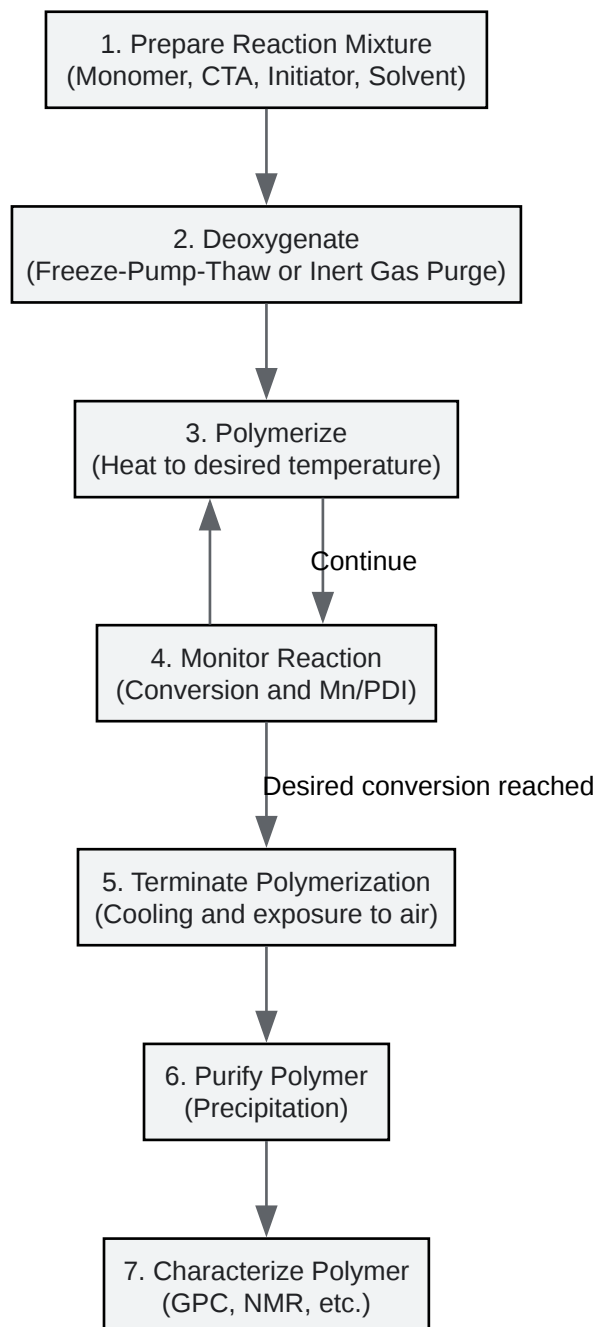 1. Prepare Reaction Mixture
(Monomer, CTA, Initiator, Solvent)
2. Deoxygenate
(Freeze-Pump-Thaw or Inert Gas Purge)
3. Polymerize
(Heat to desired temperature)
Continue
4. Monitor Reaction
(Conversion and Mn/PDI)
Desired conversion reached
5. Terminate Polymerization
(Cooling and exposure to air)
6. Purify Polymer
(Precipitation)
7. Characterize Polymer
(GPC, NMR, etc.)